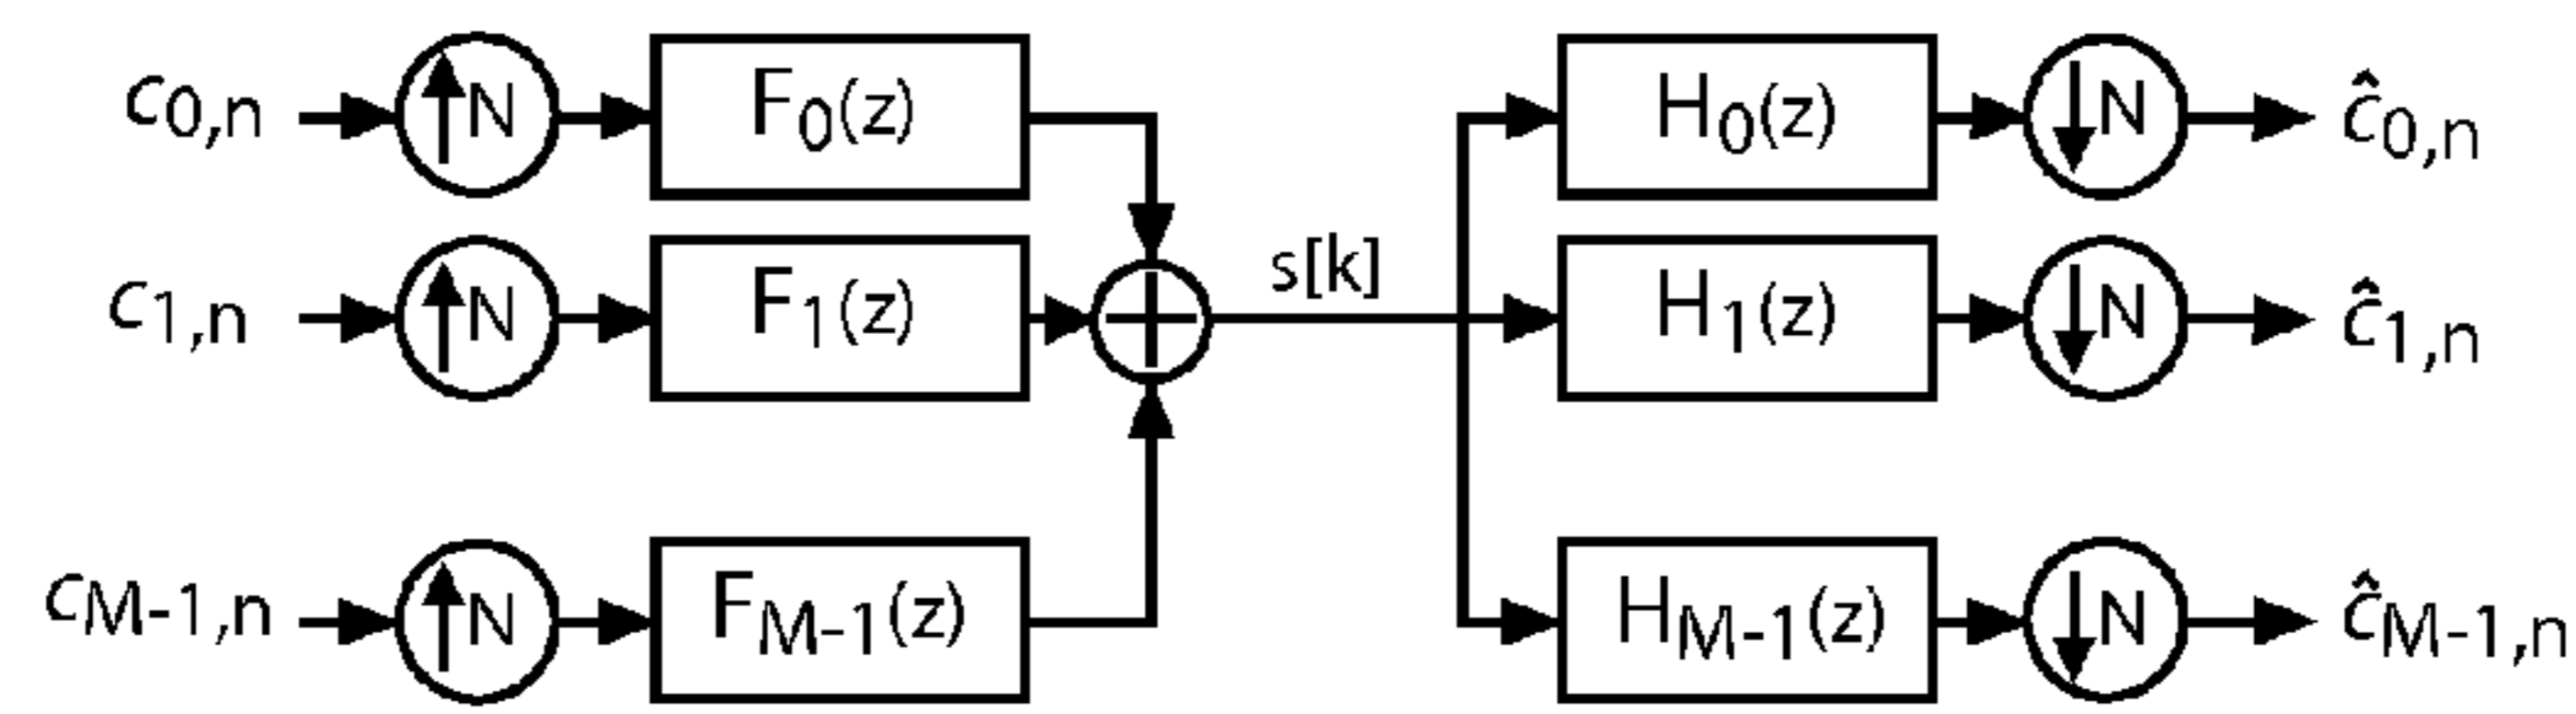 c0,n ↑N F0(z) H0(z) ↓N ĉ0,n
s[k]
c1,n ↑N F1(z) H1(z) ↓N ĉ1,n
cM-1,n ↑N FM-1(z) HM-1(z) ↓N ĉM-1,n